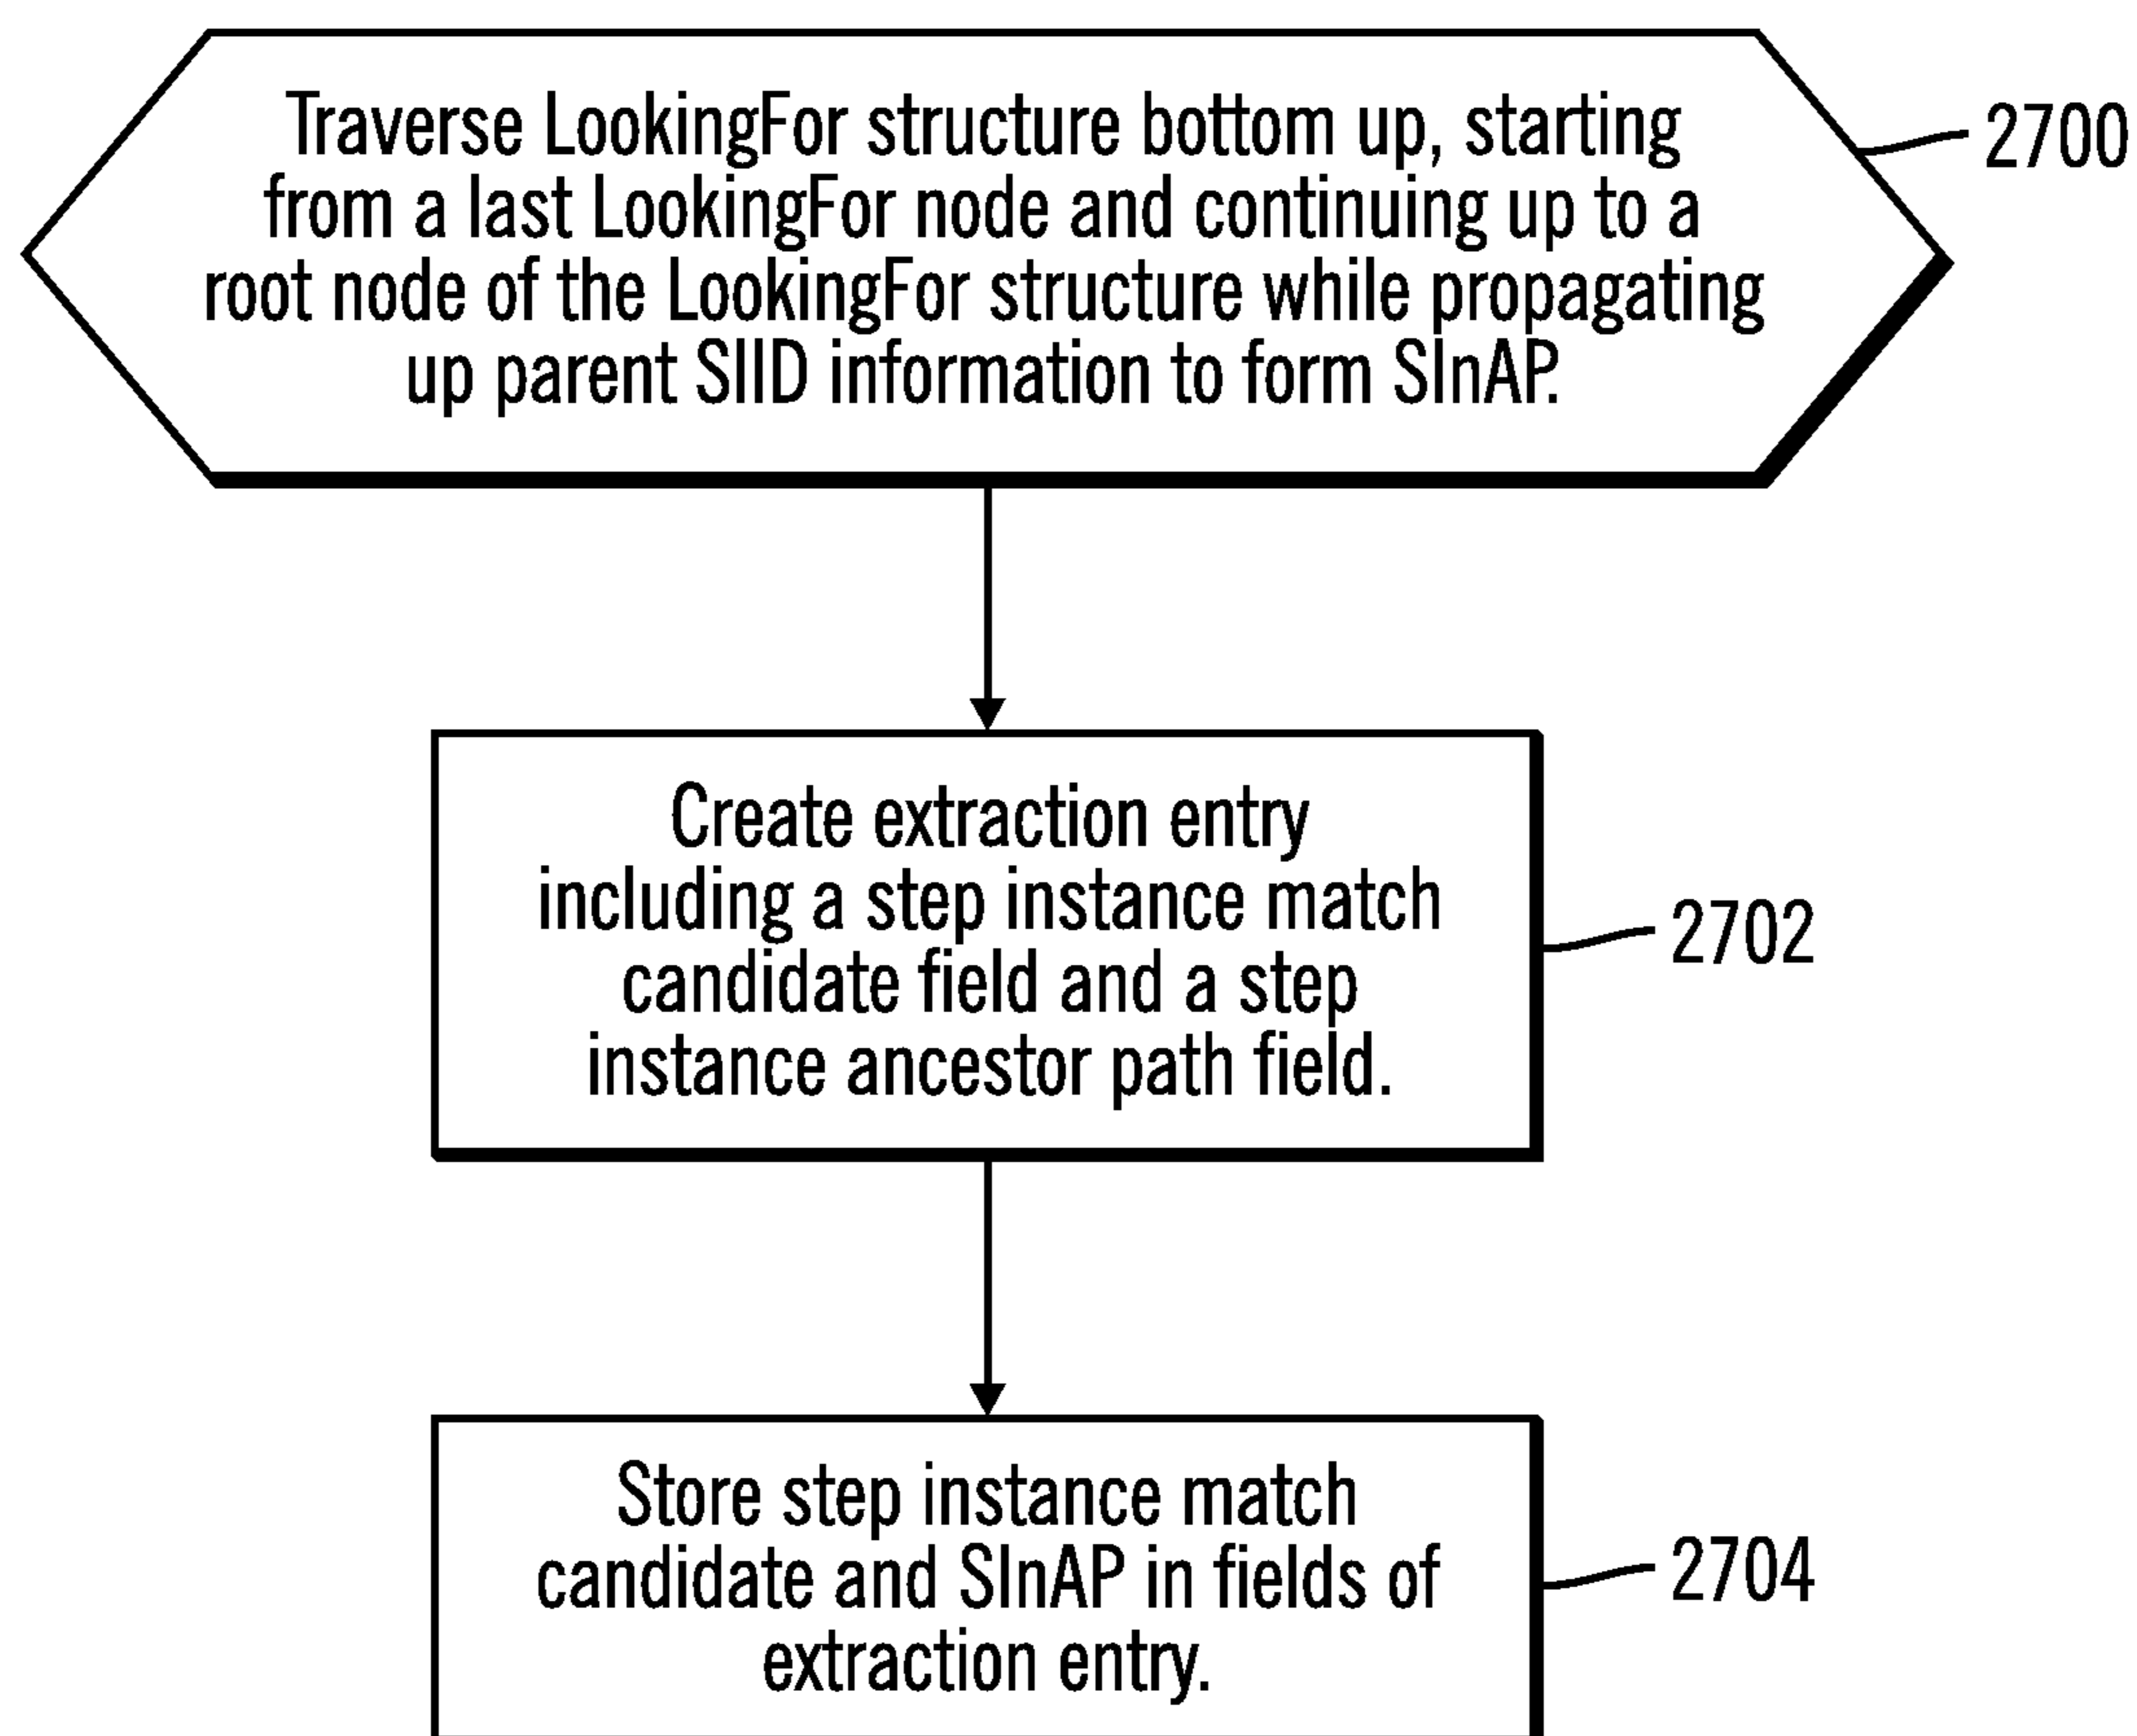 Traverse LookingFor structure bottom up, starting
from a last LookingFor node and continuing up to a
root node of the LookingFor structure while propagating
up parent SIID information to form SInAP.
2700
Create extraction entry
including a step instance match
candidate field and a step
instance ancestor path field.
2702
Store step instance match
candidate and SInAP in fields of
extraction entry.
2704